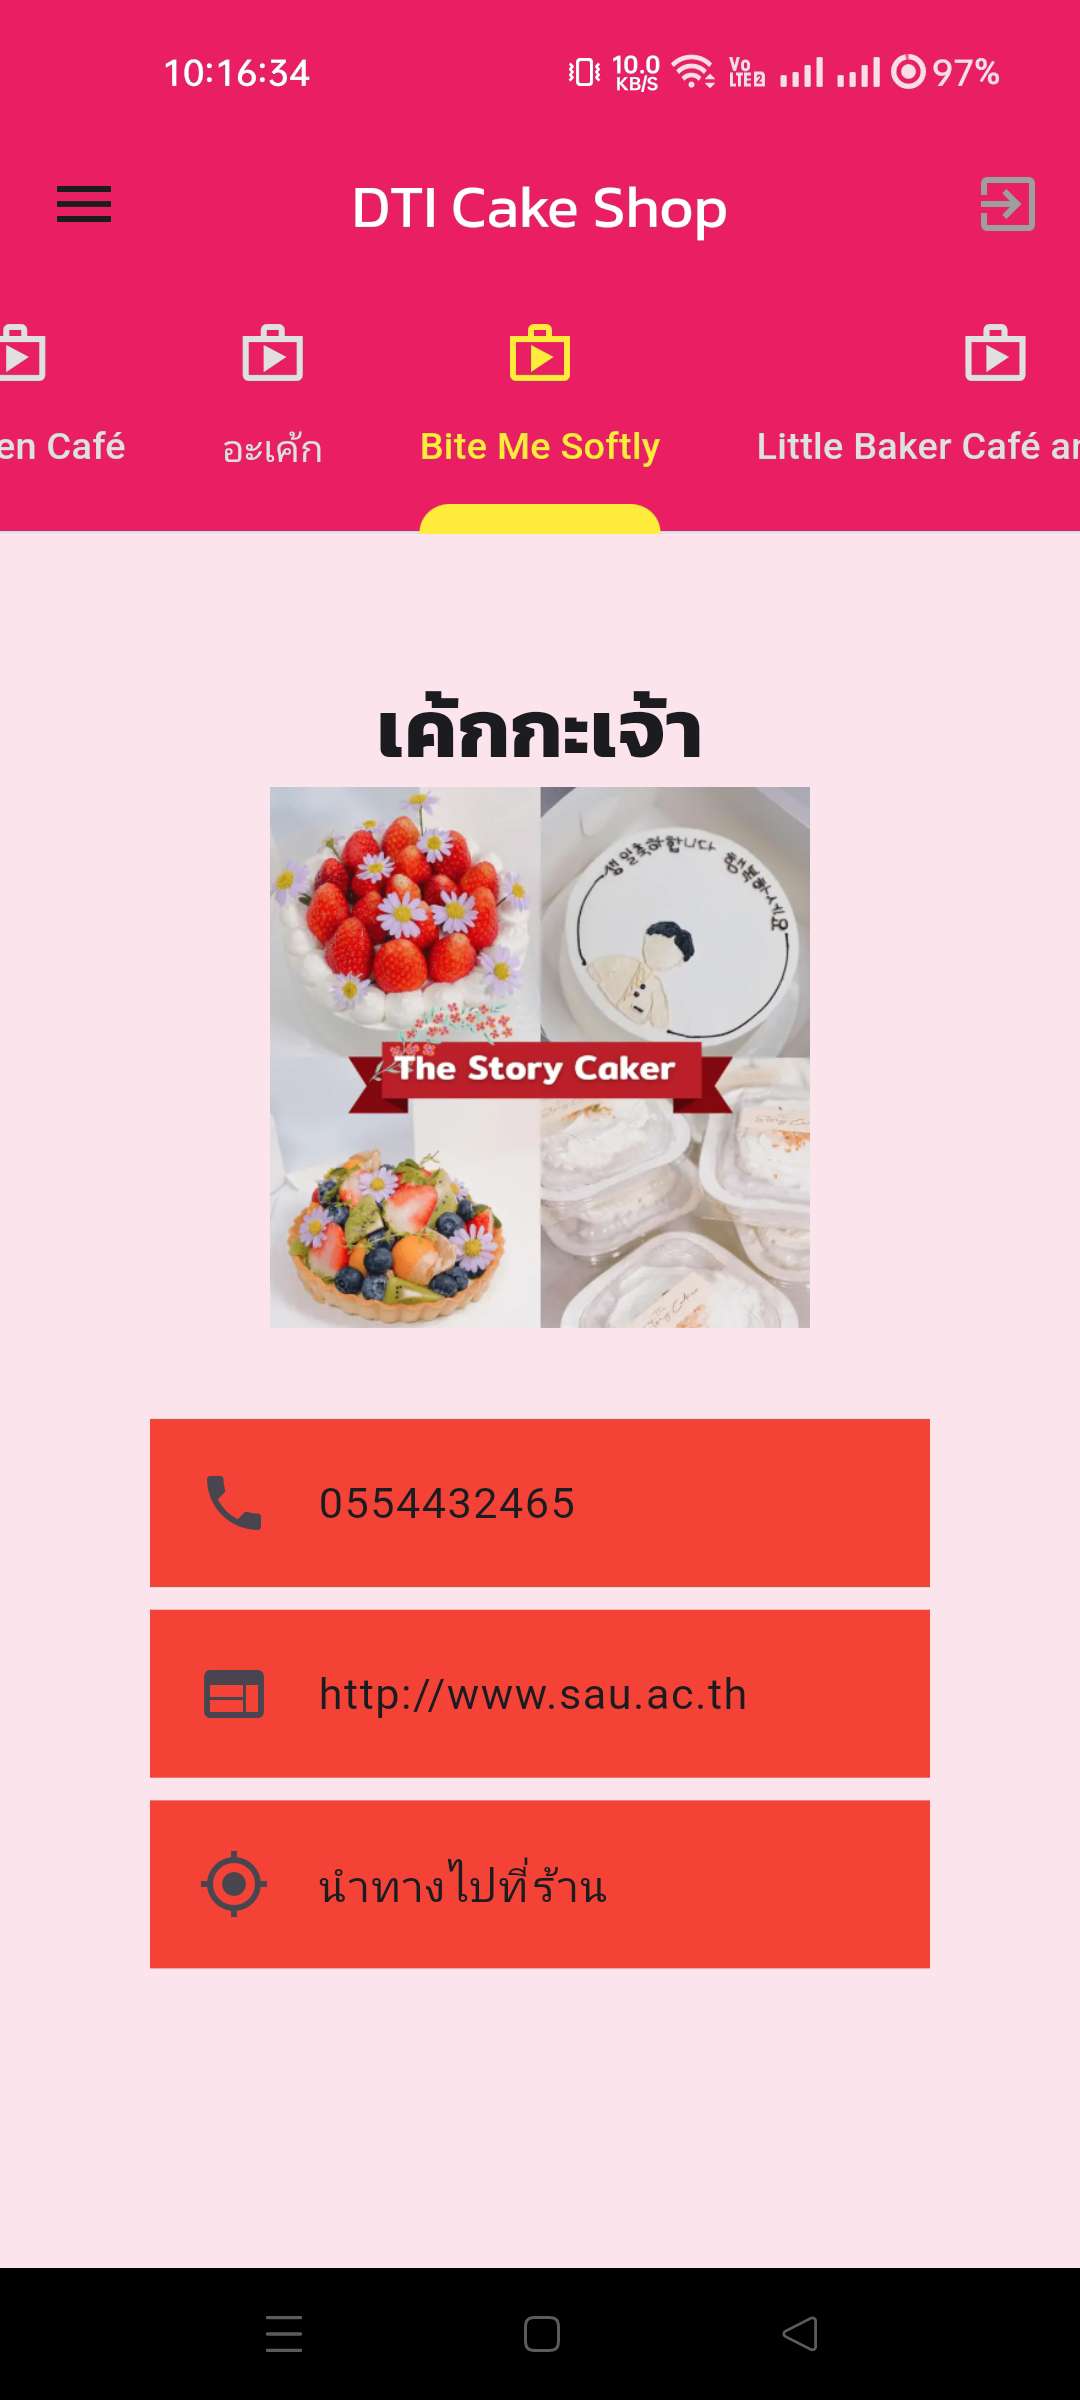 10:16:34
10.0
KB/S
Vo
LTE 2
97%
DTI Cake Shop
en Café
อะเค้ก
Bite Me Softly
Little Baker Café ar
เค้กกะเจ้า
생일축하합니다 행복하세요
The Story Caker
0554432465
http://www.sau.ac.th
นำทางไปที่ร้าน